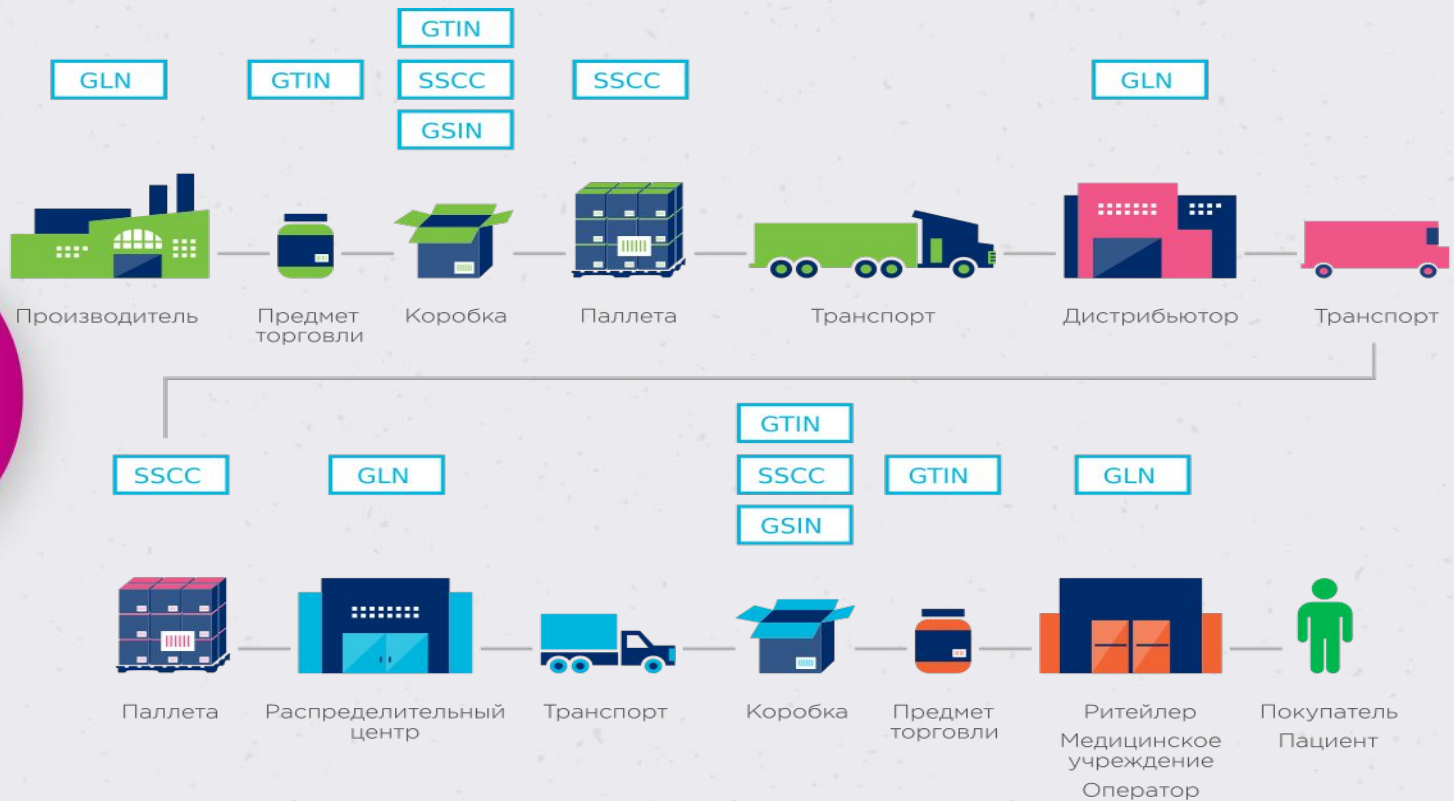 GTIN
GLN
GTIN
SSCC
SSCC
GLN
GSIN
Производитель
Предмет
торговли
Коробка
Паллета
Транспорт
Дистрибьютор
Транспорт
GTIN
SSCC
GLN
SSCC
GTIN
GLN
GSIN
Паллета
Распределительный
центр
Транспорт
Коробка
Предмет
торговли
Ритейлер
Медицинское
учреждение
Оператор
Покупатель
Пациент